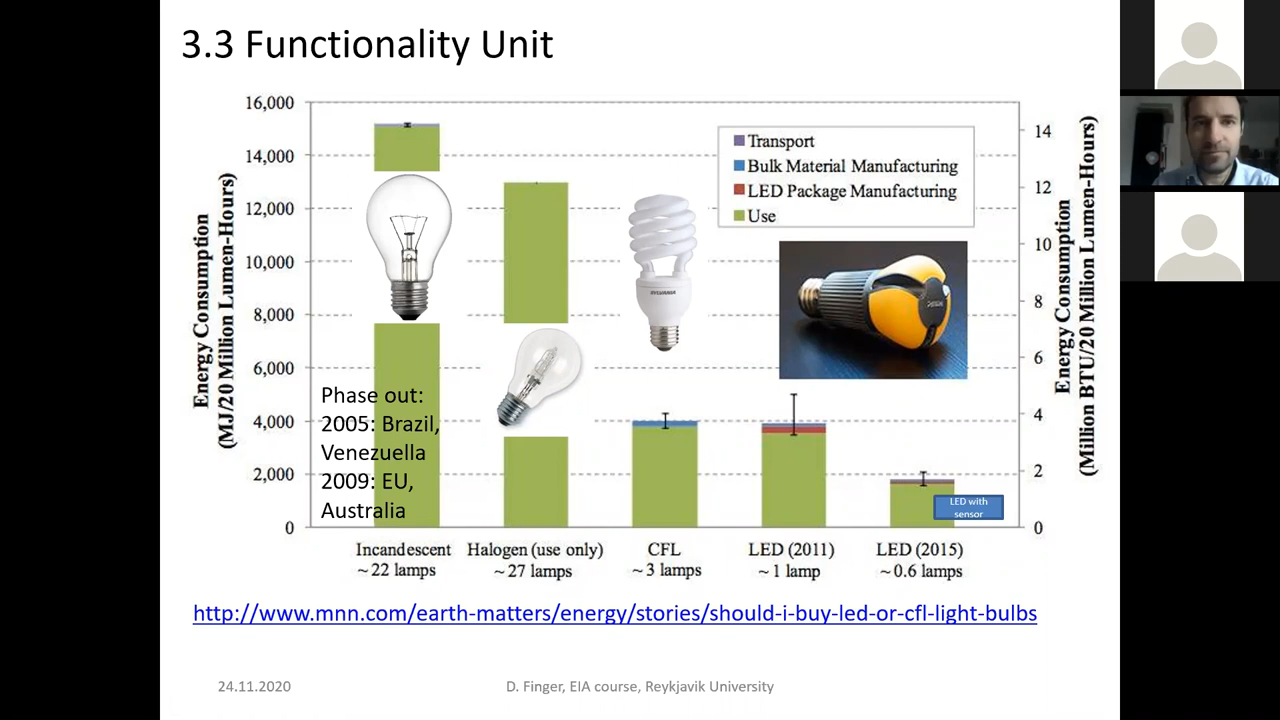 3.3 Functionality Unit
16,000
14,000
12,000
10,000
8,000
6,000
4,000
2,000
0
Energy Consumption
(MJ/20 Million Lumen-Hours)
14
12
10
8
6
4
2
0
Energy Consumption
(Million BTU/20 Million Lumen-Hours)
Transport
Bulk Material Manufacturing
LED Package Manufacturing
Use
SYLVANIA
Phase out:
2005: Brazil,
Venezuella
2009: EU,
Australia
LED with
sensor
Incandescent
~22 lamps
Halogen (use only)
~27 lamps
CFL
~3 lamps
LED (2011)
~1 lamp
LED (2015)
~0.6 lamps
http://www.mnn.com/earth-matters/energy/stories/should-i-buy-led-or-cfl-light-bulbs
24.11.2020
D. Finger, EIA course, Reykjavik University